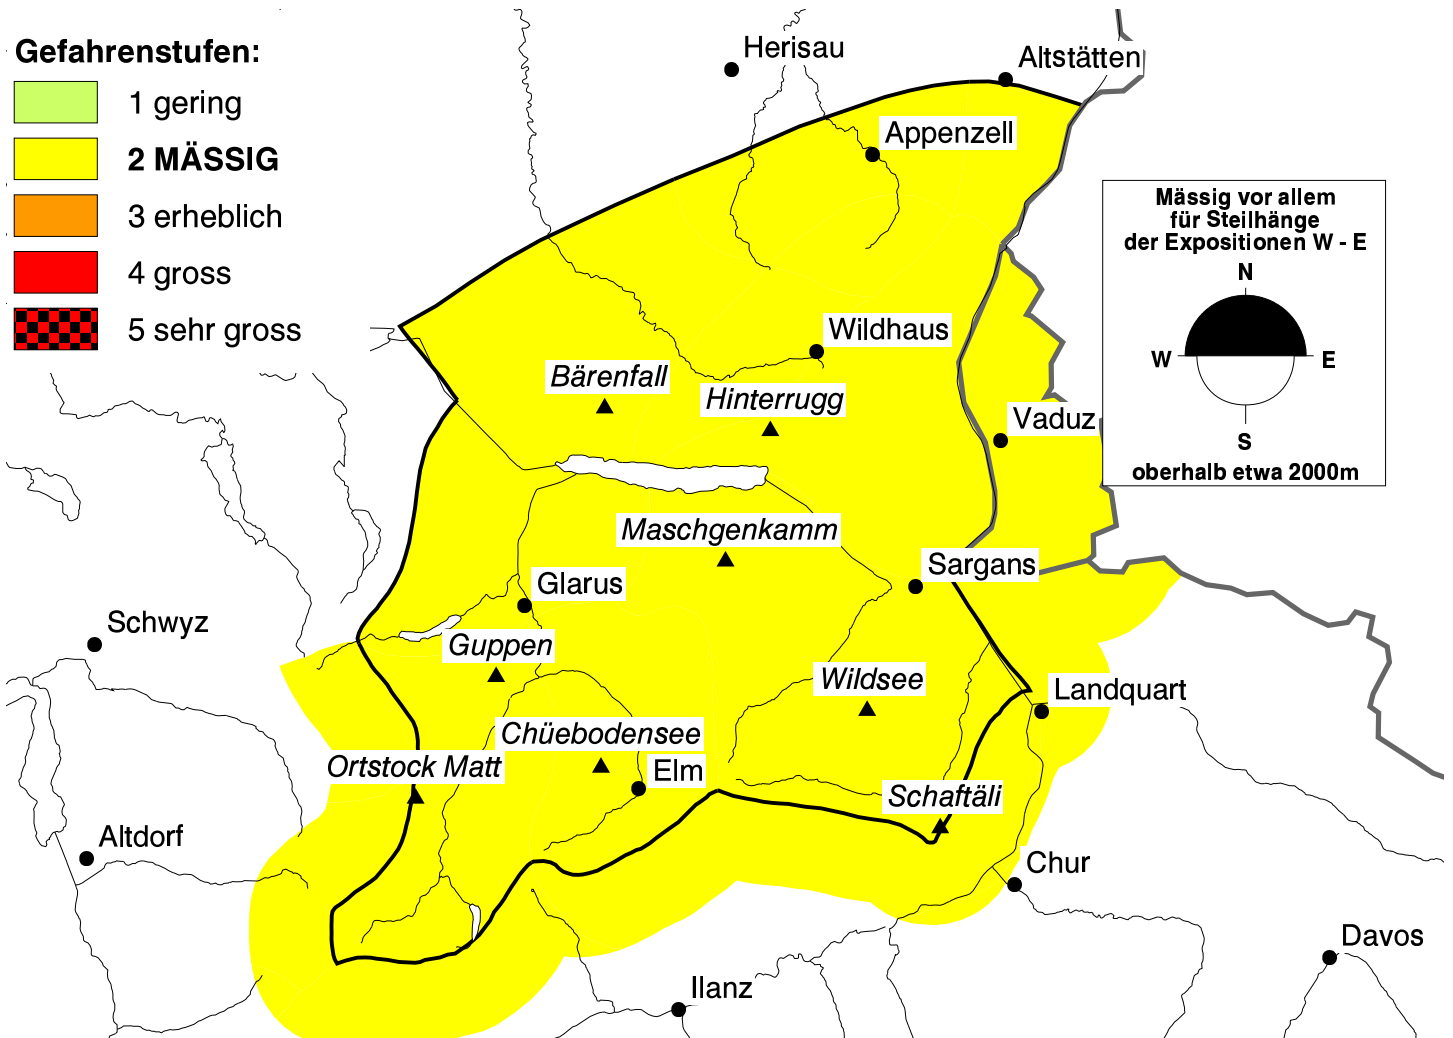 Gefahrenstufen:
1 gering
2 MÄSSIG
3 erheblich
4 gross
5 sehr gross
Herisau
Altstätten
Appenzell
Mässig vor allem
für Steilhänge
der Expositionen W - E
N
W
E
S
oberhalb etwa 2000m
Wildhaus
Bärenfall
Hinterrugg
Vaduz
Maschgenkamm
Sargans
Glarus
Schwyz
Guppen
Wildsee
Landquart
Chüebodensee
Ortstock Matt
Elm
Schaftäli
Altdorf
Chur
Davos
Ilanz